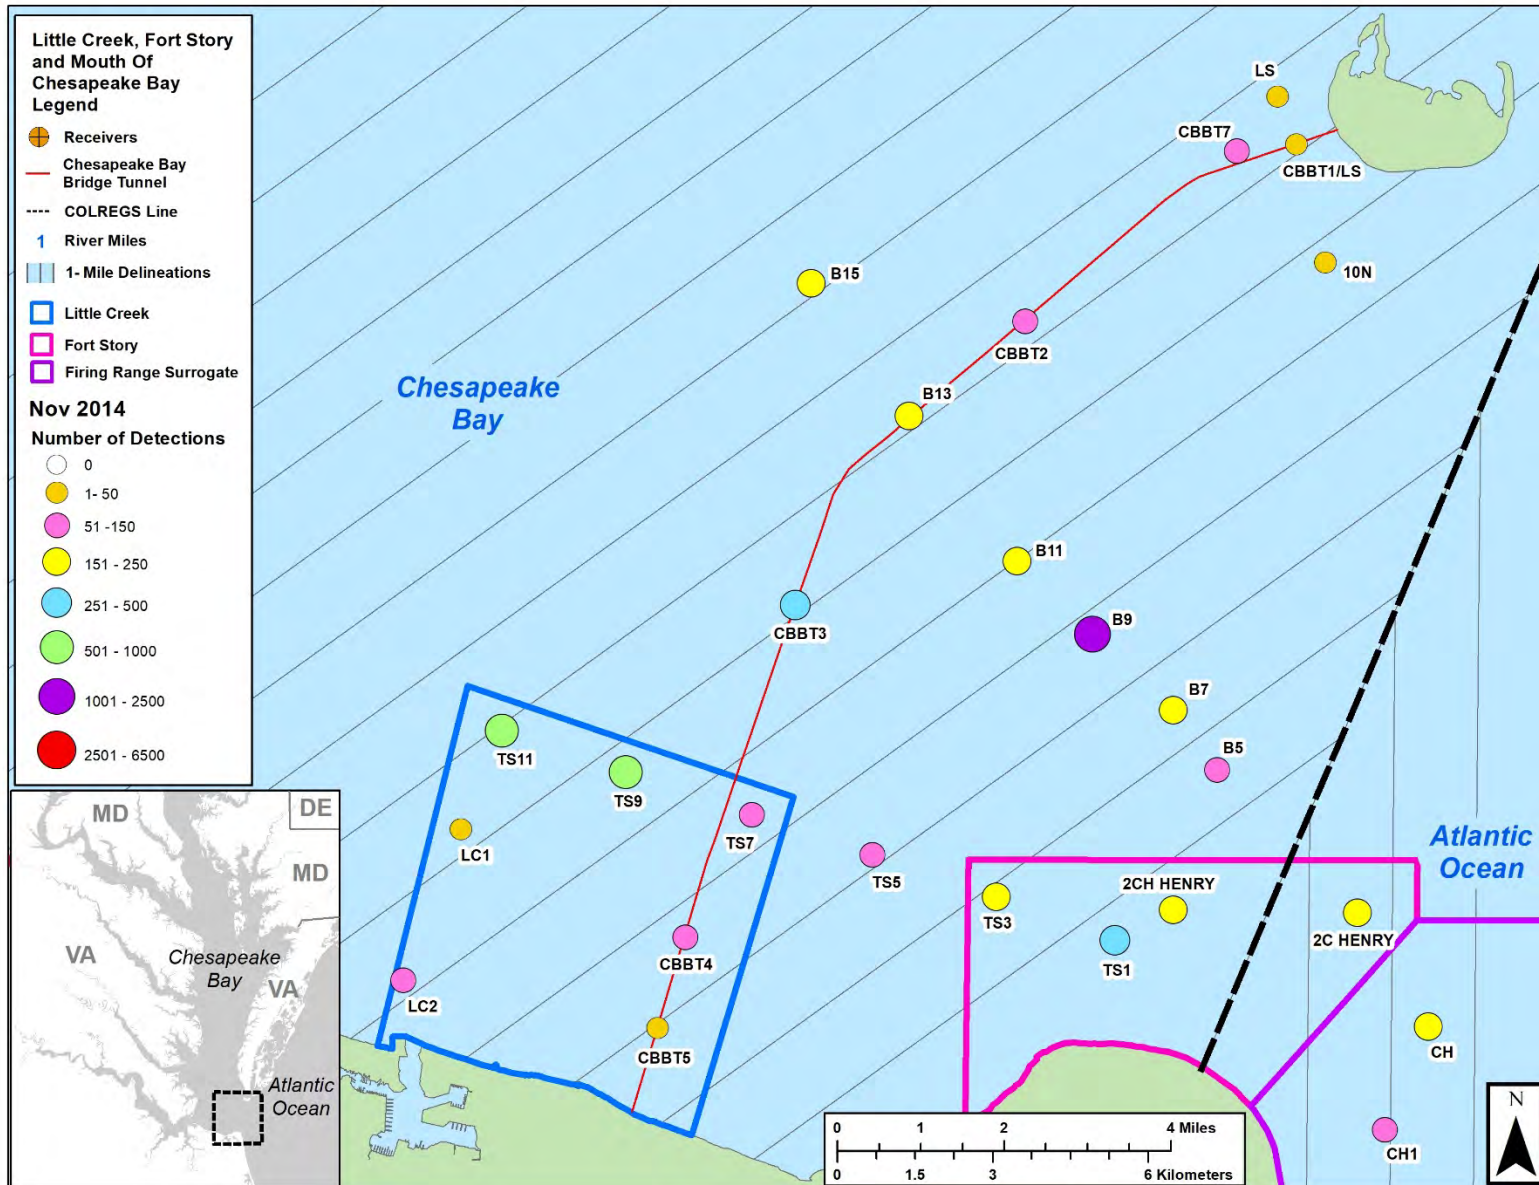 Little Creek, Fort Story
and Mouth Of
Chesapeake Bay
Legend
Receivers
Chesapeake Bay
Bridge Tunnel
COLREGS Line
1 River Miles
1- Mile Delineations
Little Creek
Fort Story
Firing Range Surrogate
Nov 2014
Number of Detections
0
1- 50
51 -150
151 - 250
251 - 500
501 - 1000
1001 - 2500
2501 - 6500
LS
CBBT7
CBBT1/LS
10N
B15
CBBT2
Chesapeake
Bay
B13
B11
CBBT3
B9
B7
B5
TS11
TS9
TS7
LC1
TS5
Atlantic
Ocean
2CH HENRY
TS3
2C HENRY
CBBT4
TS1
LC2
CH
CBBT5
CH1
MD
DE
MD
VA
Chesapeake
Bay
VA
Atlantic
Ocean
0 1 2 4 Miles
0 1.5 3 6 Kilometers
N